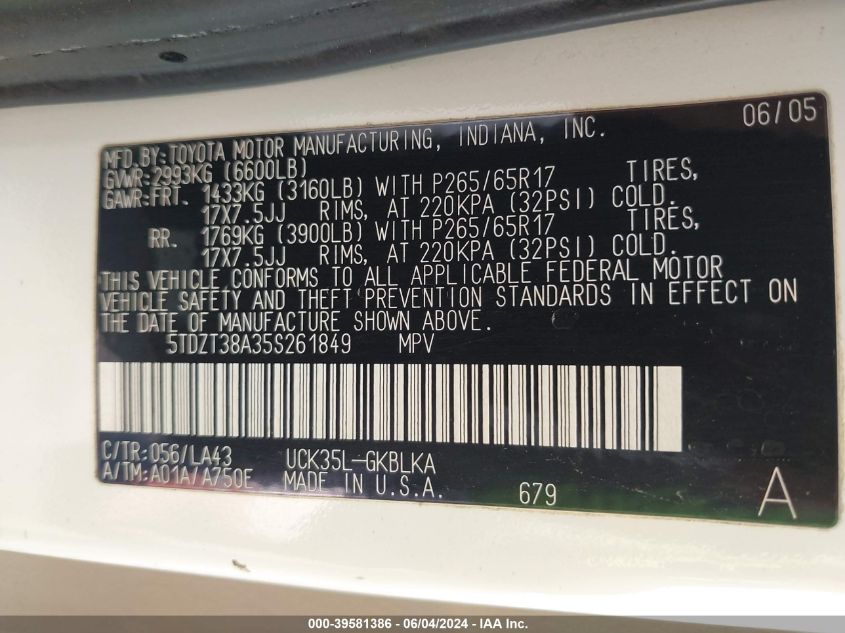 06/05
MFD.BY:TOYOTA MOTOR MANUFACTURING, INDIANA, INC.
GVWR:2993KG (6600LB)
GAWR:FRT. 1433KG (3160LB) WITH P265/65R17 TIRES,
17X7.5JJ RIMS, AT 220KPA (32PSI) COLD.
RR. 1769KG (3900LB) WITH P265/65R17 TIRES,
17X7.5JJ RIMS, AT 220KPA (32PSI) COLD.
THIS VEHICLE CONFORMS TO ALL APPLICABLE FEDERAL MOTOR
VEHICLE SAFETY AND THEFT PREVENTION STANDARDS IN EFFECT ON
THE DATE OF MANUFACTURE SHOWN ABOVE.
5TDZT38A35S261849 MPV
C/TR:056/LA43 UCK35L-GKBLKA
A/TM:A01A/A750E MADE IN U.S.A. 679 A
000-39581386 - 06/04/2024 - IAA Inc.